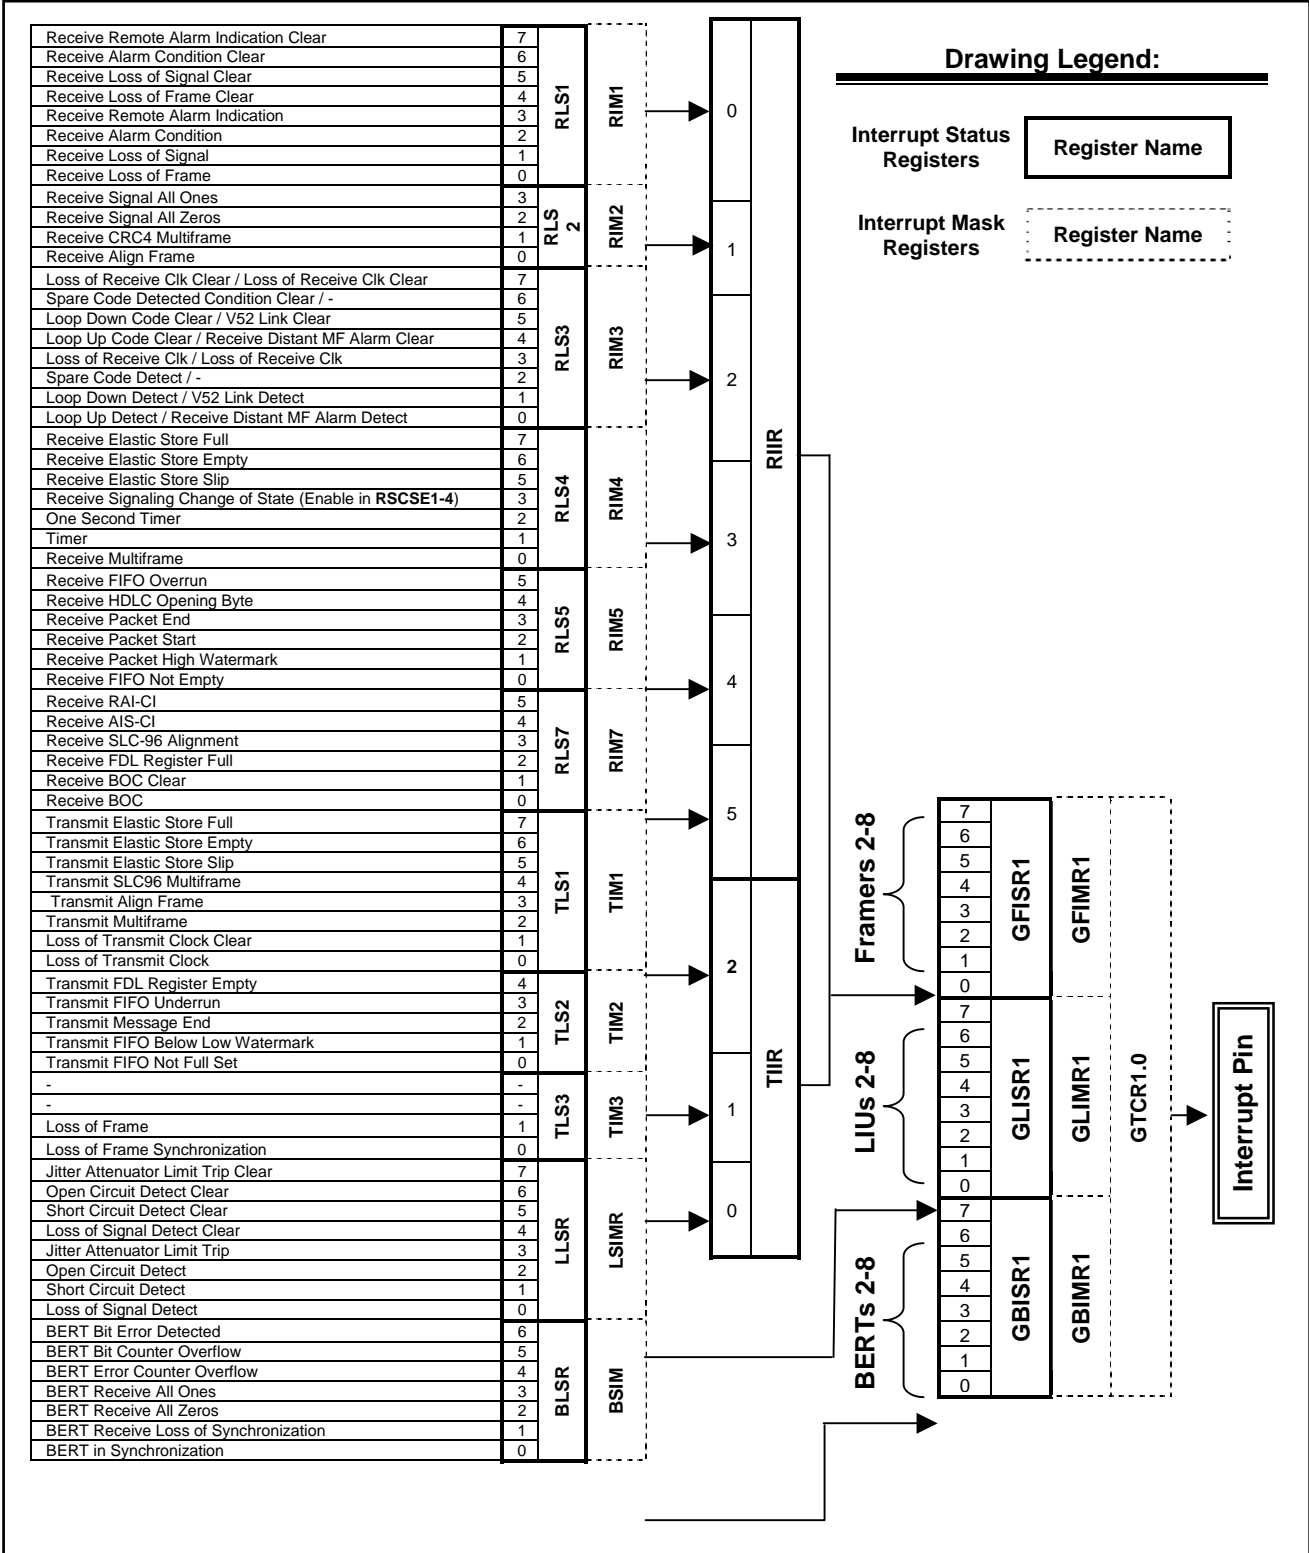 Drawing Legend:
Interrupt Status Registers
Register Name
Interrupt Mask Registers
Register Name
Receive Remote Alarm Indication Clear 7
Receive Alarm Condition Clear 6
Receive Loss of Signal Clear 5
Receive Loss of Frame Clear 4
Receive Remote Alarm Indication 3
Receive Alarm Condition 2
Receive Loss of Signal 1
Receive Loss of Frame 0
RLS1
RIM1
Receive Signal All Ones 3
Receive Signal All Zeros 2
Receive CRC4 Multiframe 1
Receive Align Frame 0
RLS 2
RIM2
Loss of Receive Clk Clear / Loss of Receive Clk Clear 7
Spare Code Detected Condition Clear / - 6
Loop Down Code Clear / V52 Link Clear 5
Loop Up Code Clear / Receive Distant MF Alarm Clear 4
Loss of Receive Clk / Loss of Receive Clk 3
Spare Code Detect / - 2
Loop Down Detect / V52 Link Detect 1
Loop Up Detect / Receive Distant MF Alarm Detect 0
RLS3
RIM3
Receive Elastic Store Full 7
Receive Elastic Store Empty 6
Receive Elastic Store Slip 5
Receive Signaling Change of State (Enable in RSCSE1-4) 3
One Second Timer 2
Timer 1
Receive Multiframe 0
RLS4
RIM4
Receive FIFO Overrun 5
Receive HDLC Opening Byte 4
Receive Packet End 3
Receive Packet Start 2
Receive Packet High Watermark 1
Receive FIFO Not Empty 0
RLS5
RIM5
Receive RAI-CI 5
Receive AIS-CI 4
Receive SLC-96 Alignment 3
Receive FDL Register Full 2
Receive BOC Clear 1
Receive BOC 0
RLS7
RIM7
Transmit Elastic Store Full 7
Transmit Elastic Store Empty 6
Transmit Elastic Store Slip 5
Transmit SLC96 Multiframe 4
Transmit Align Frame 3
Transmit Multiframe 2
Loss of Transmit Clock Clear 1
Loss of Transmit Clock 0
TLS1
TIM1
Transmit FDL Register Empty 4
Transmit FIFO Underrun 3
Transmit Message End 2
Transmit FIFO Below Low Watermark 1
Transmit FIFO Not Full Set 0
TLS2
TIM2
- -
- -
Loss of Frame 1
Loss of Frame Synchronization 0
TLS3
TIM3
Jitter Attenuator Limit Trip Clear 7
Open Circuit Detect Clear 6
Short Circuit Detect Clear 5
Loss of Signal Detect Clear 4
Jitter Attenuator Limit Trip 3
Open Circuit Detect 2
Short Circuit Detect 1
Loss of Signal Detect 0
LLSR
LSIMR
BERT Bit Error Detected 6
BERT Bit Counter Overflow 5
BERT Error Counter Overflow 4
BERT Receive All Ones 3
BERT Receive All Zeros 2
BERT Receive Loss of Synchronization 1
BERT in Synchronization 0
BLSR
BSIM
0
1
2
3
4
5
RIIR
2
1
0
TIIR
Framers 2-8
7
6
5
4
3
2
1
0
GFISR1
GFIMR1
LIUs 2-8
7
6
5
4
3
2
1
0
GLISR1
GLIMR1
BERTs 2-8
7
6
5
4
3
2
1
0
GBISR1
GBIMR1
GTCR1.0
Interrupt Pin